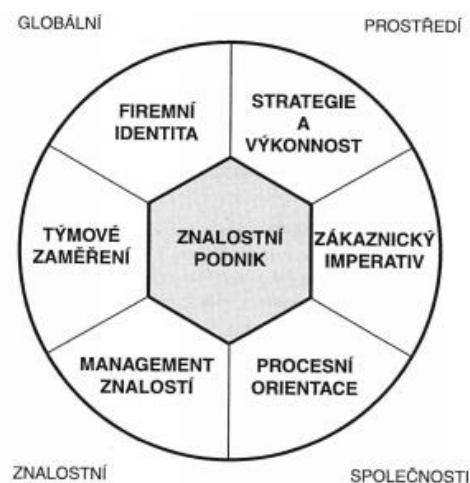 GLOBÁLNÍ
PROSTŘEDÍ
FIREMNÍ
IDENTITA
STRATEGIE
A
VÝKONNOST
TÝMOVÉ
ZAMĚŘENÍ
ZNALOSTNÍ
PODNIK
ZÁKAZNICKÝ
IMPERATIV
MANAGEMENT
ZNALOSTÍ
PROCESNÍ
ORIENTACE
ZNALOSTNÍ
SPOLEČNOSTI